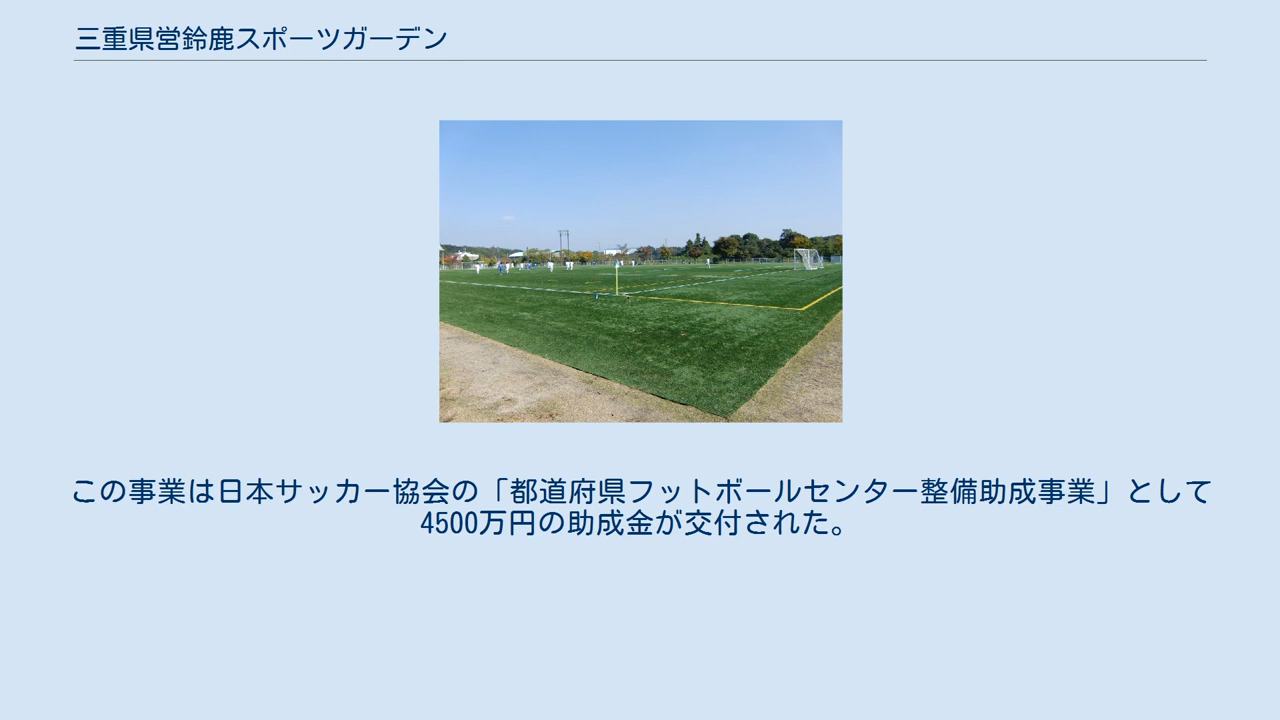 三重県営鈴鹿スポーツガーデン
この事業は日本サッカー協会の「都道府県フットボールセンター整備助成事業」として
4500万円の助成金が交付された。